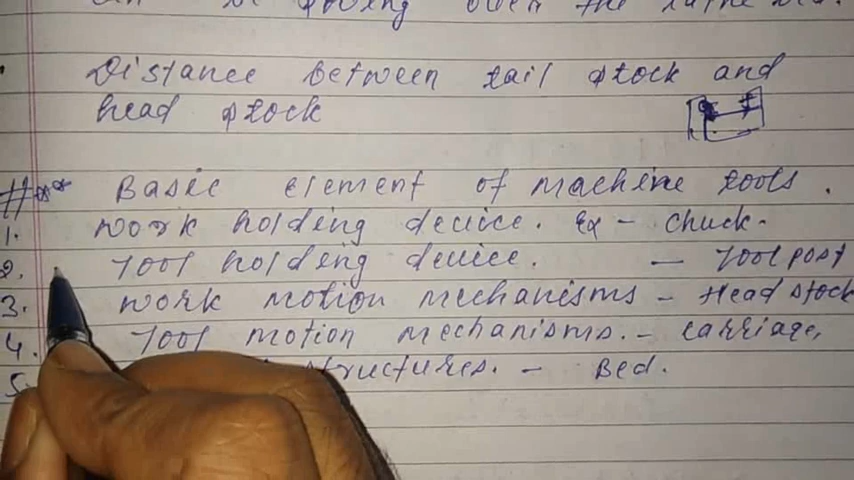 Distance between tail stock and
head stock
#** Basic element of machine tools.
1. work holding device. Ex - chuck.
2. Tool holding device. - Tool post
3. work motion mechanisms - Head stock
4. Tool motion mechanisms. - carriage,
5. structures. - Bed.